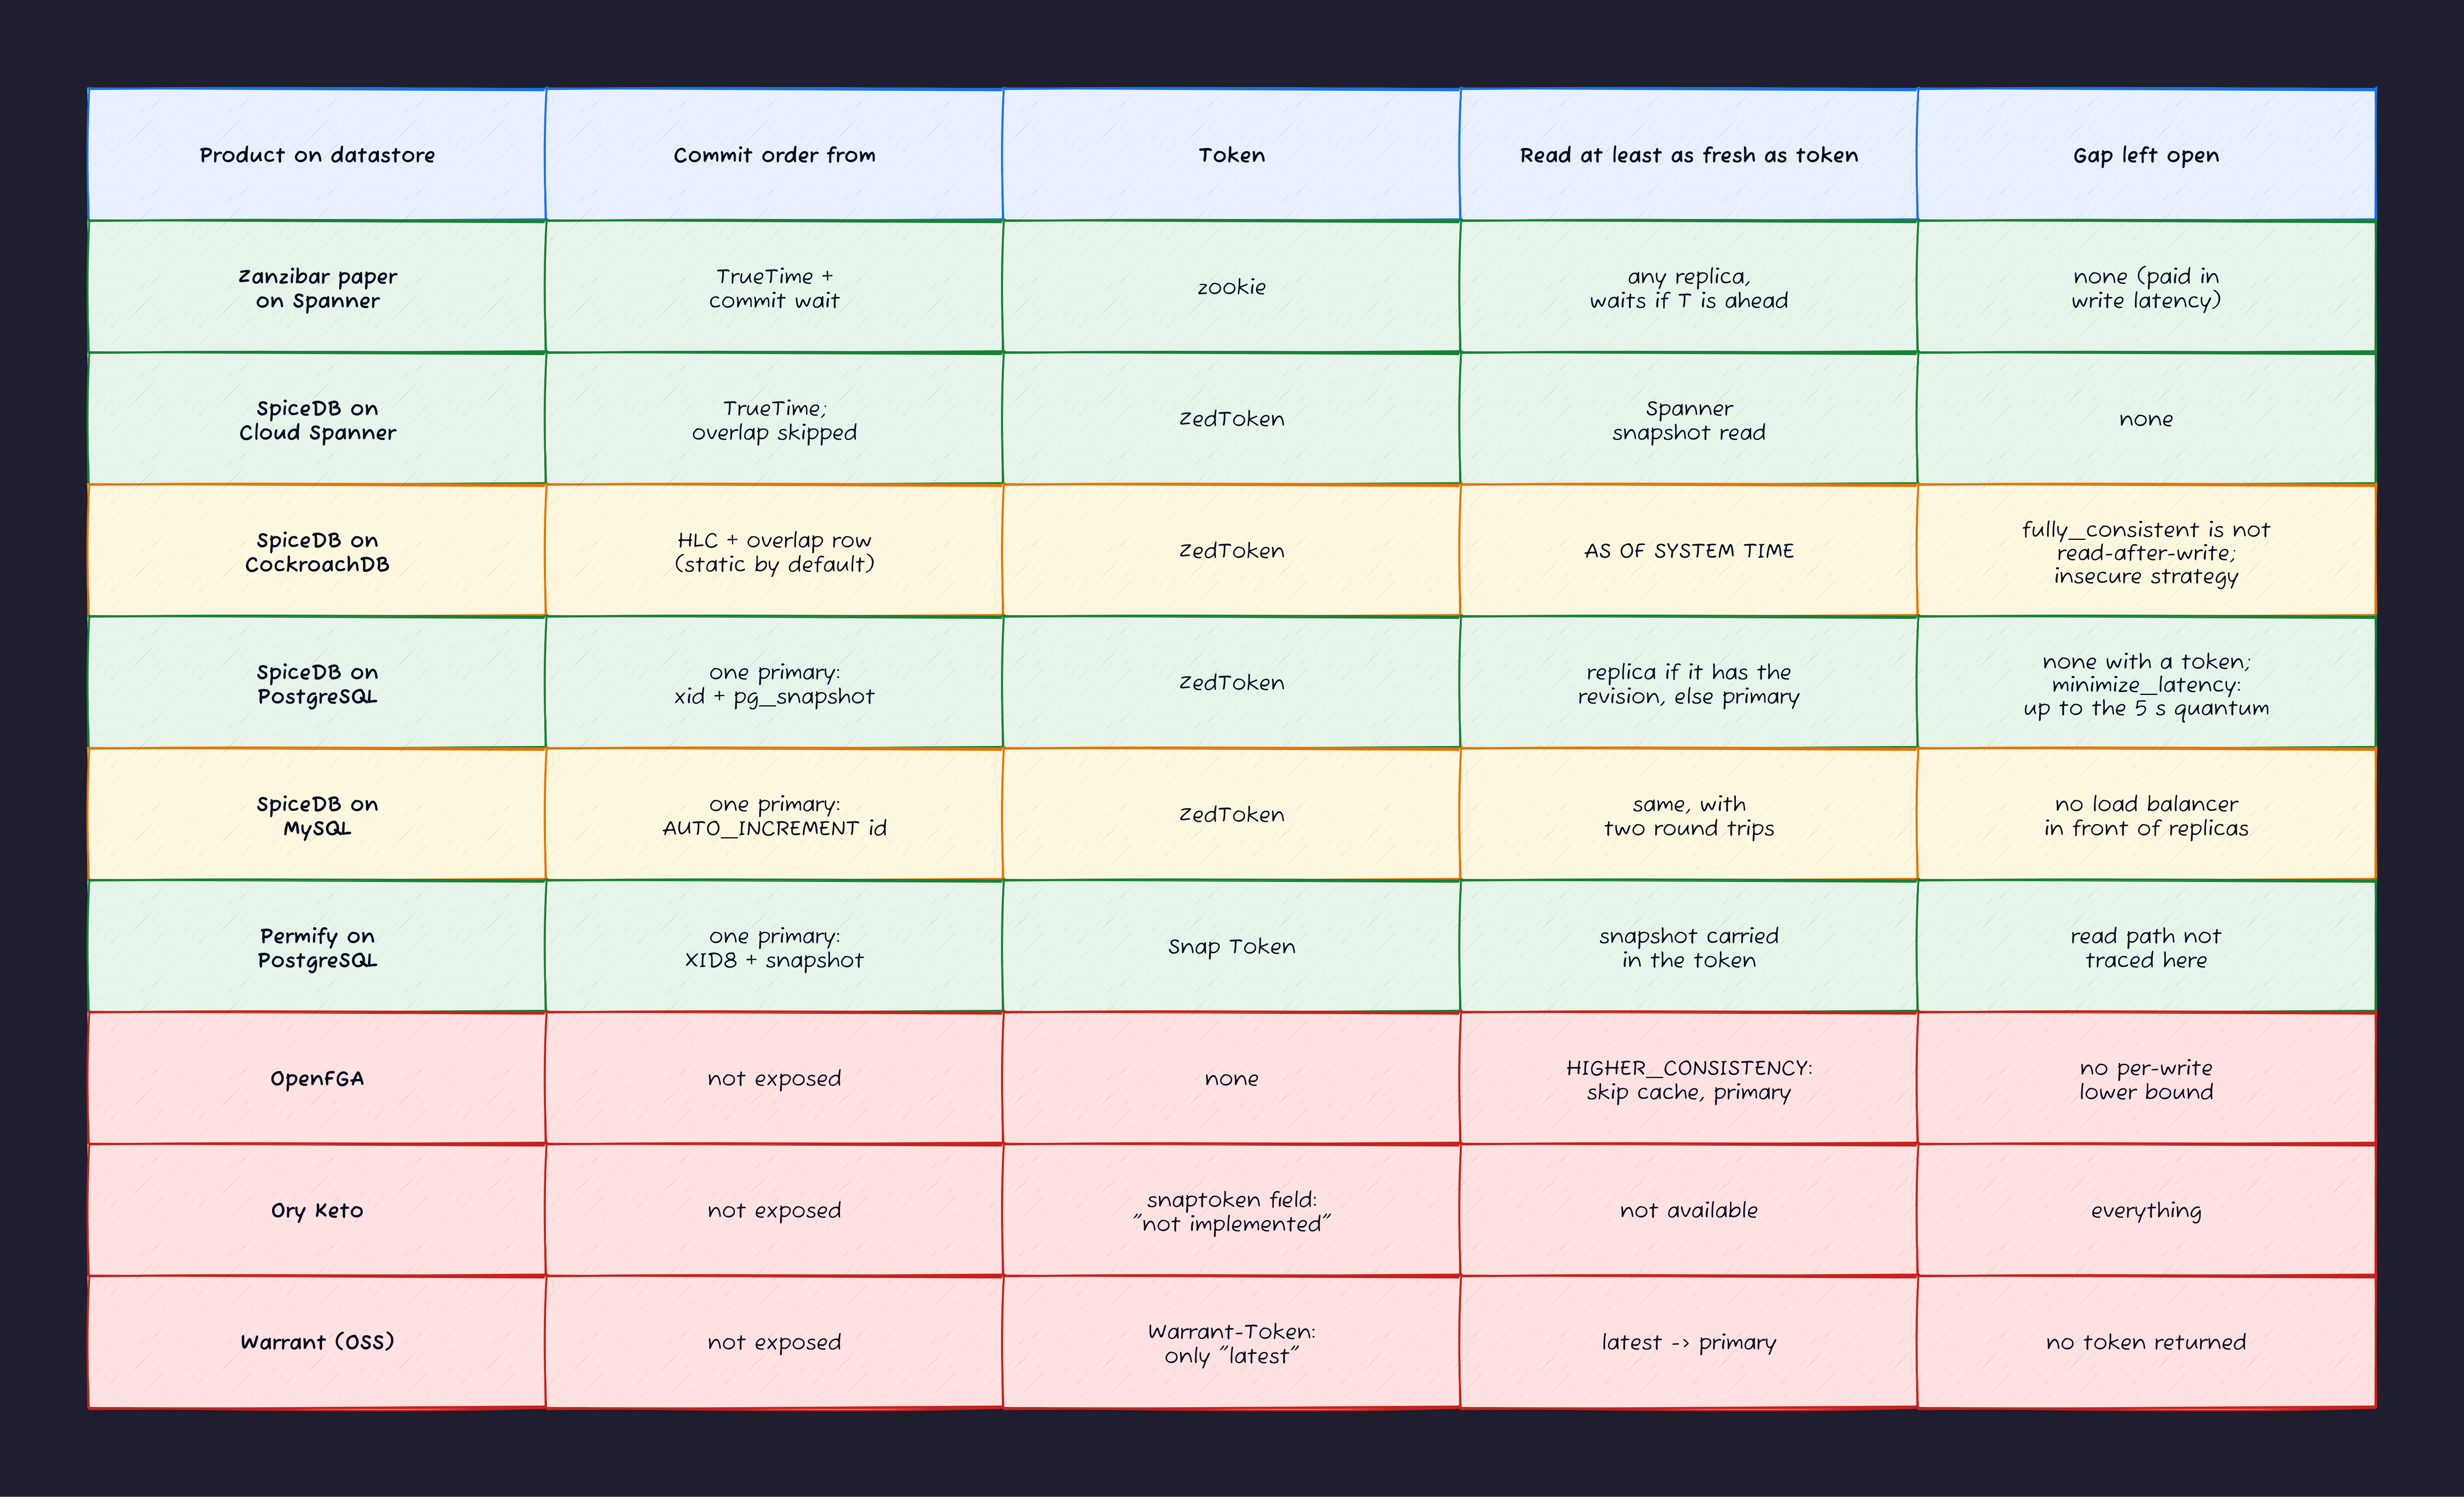 Product on datastore
Commit order from
Token
Read at least as fresh as token
Gap left open
Zanzibar paper
on Spanner
TrueTime +
commit wait
zookie
any replica,
waits if T is ahead
none (paid in
write latency)
SpiceDB on
Cloud Spanner
TrueTime;
overlap skipped
ZedToken
Spanner
snapshot read
none
SpiceDB on
CockroachDB
HLC + overlap row
(static by default)
ZedToken
AS OF SYSTEM TIME
fully_consistent is not
read-after-write;
insecure strategy
SpiceDB on
PostgreSQL
one primary:
xid + pg_snapshot
ZedToken
replica if it has the
revision, else primary
none with a token;
minimize_latency:
up to the 5 s quantum
SpiceDB on
MySQL
one primary:
AUTO_INCREMENT id
ZedToken
same, with
two round trips
no load balancer
in front of replicas
Permify on
PostgreSQL
one primary:
XID8 + snapshot
Snap Token
snapshot carried
in the token
read path not
traced here
OpenFGA
not exposed
none
HIGHER_CONSISTENCY:
skip cache, primary
no per-write
lower bound
Ory Keto
not exposed
snaptoken field:
"not implemented"
not available
everything
Warrant (OSS)
not exposed
Warrant-Token:
only "latest"
latest -> primary
no token returned